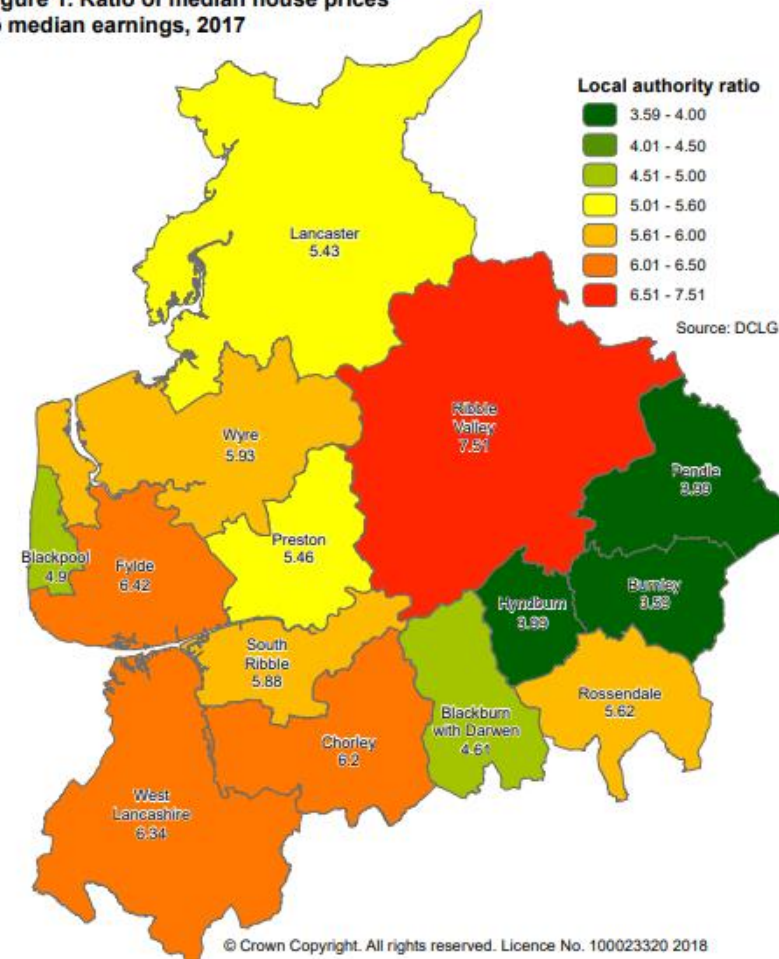 Figure 1: Ratio of median house prices
to median earnings, 2017
Local authority ratio
3.59 - 4.00
4.01 - 4.50
4.51 - 5.00
5.01 - 5.60
5.61 - 6.00
6.01 - 6.50
6.51 - 7.51
Source: DCLG
Lancaster
5.43
Ribble
Valley
7.51
Wyre
5.93
Pendle
3.99
Preston
5.46
Blackpool
4.9
Fylde
6.42
Hyndburn
3.99
Burnley
3.59
South
Ribble
5.88
Rossendale
5.62
Blackburn
with Darwen
4.61
Chorley
6.2
West
Lancashire
6.34
© Crown Copyright. All rights reserved. Licence No. 100023320 2018